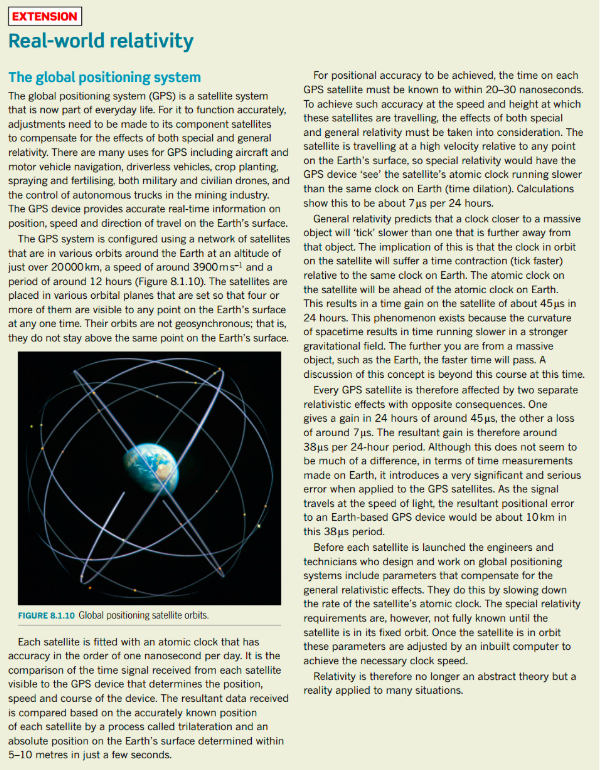 EXTENSION
Real-world relativity
The global positioning system
The global positioning system (GPS) is a satellite system
that is now part of everyday life. For it to function accurately,
adjustments need to be made to its component satellites
to compensate for the effects of both special and general
relativity. There are many uses for GPS including aircraft and
motor vehicle navigation, driverless vehicles, crop planting,
spraying and fertilising, both military and civilian drones, and
the control of autonomous trucks in the mining industry.
The GPS device provides accurate real-time information on
position, speed and direction of travel on the Earth's surface.
The GPS system is configured using a network of satellites
that are in various orbits around the Earth at an altitude of
just over 20 000 km, a speed of around 3900 m s⁻¹ and a
period of around 12 hours (Figure 8.1.10). The satellites are
placed in various orbital planes that are set so that four or
more of them are visible to any point on the Earth's surface
at any one time. Their orbits are not geosynchronous; that is,
they do not stay above the same point on the Earth's surface.
FIGURE 8.1.10 Global positioning satellite orbits.
Each satellite is fitted with an atomic clock that has
accuracy in the order of one nanosecond per day. It is the
comparison of the time signal received from each satellite
visible to the GPS device that determines the position,
speed and course of the device. The resultant data received
is compared based on the accurately known position
of each satellite by a process called trilateration and an
absolute position on the Earth's surface determined within
5–10 metres in just a few seconds.
For positional accuracy to be achieved, the time on each
GPS satellite must be known to within 20–30 nanoseconds.
To achieve such accuracy at the speed and height at which
these satellites are travelling, the effects of both special
and general relativity must be taken into consideration. The
satellite is travelling at a high velocity relative to any point
on the Earth's surface, so special relativity would have the
GPS device 'see' the satellite's atomic clock running slower
than the same clock on Earth (time dilation). Calculations
show this to be about 7 µs per 24 hours.
General relativity predicts that a clock closer to a massive
object will 'tick' slower than one that is further away from
that object. The implication of this is that the clock in orbit
on the satellite will suffer a time contraction (tick faster)
relative to the same clock on Earth. The atomic clock on
the satellite will be ahead of the atomic clock on Earth.
This results in a time gain on the satellite of about 45 µs in
24 hours. This phenomenon exists because the curvature
of spacetime results in time running slower in a stronger
gravitational field. The further you are from a massive
object, such as the Earth, the faster time will pass. A
discussion of this concept is beyond this course at this time.
Every GPS satellite is therefore affected by two separate
relativistic effects with opposite consequences. One
gives a gain in 24 hours of around 45 µs, the other a loss
of around 7 µs. The resultant gain is therefore around
38 µs per 24-hour period. Although this does not seem to
be much of a difference, in terms of time measurements
made on Earth, it introduces a very significant and serious
error when applied to the GPS satellites. As the signal
travels at the speed of light, the resultant positional error
to an Earth-based GPS device would be about 10 km in
this 38 µs period.
Before each satellite is launched the engineers and
technicians who design and work on global positioning
systems include parameters that compensate for the
general relativistic effects. They do this by slowing down
the rate of the satellite's atomic clock. The special relativity
requirements are, however, not fully known until the
satellite is in its fixed orbit. Once the satellite is in orbit
these parameters are adjusted by an inbuilt computer to
achieve the necessary clock speed.
Relativity is therefore no longer an abstract theory but a
reality applied to many situations.